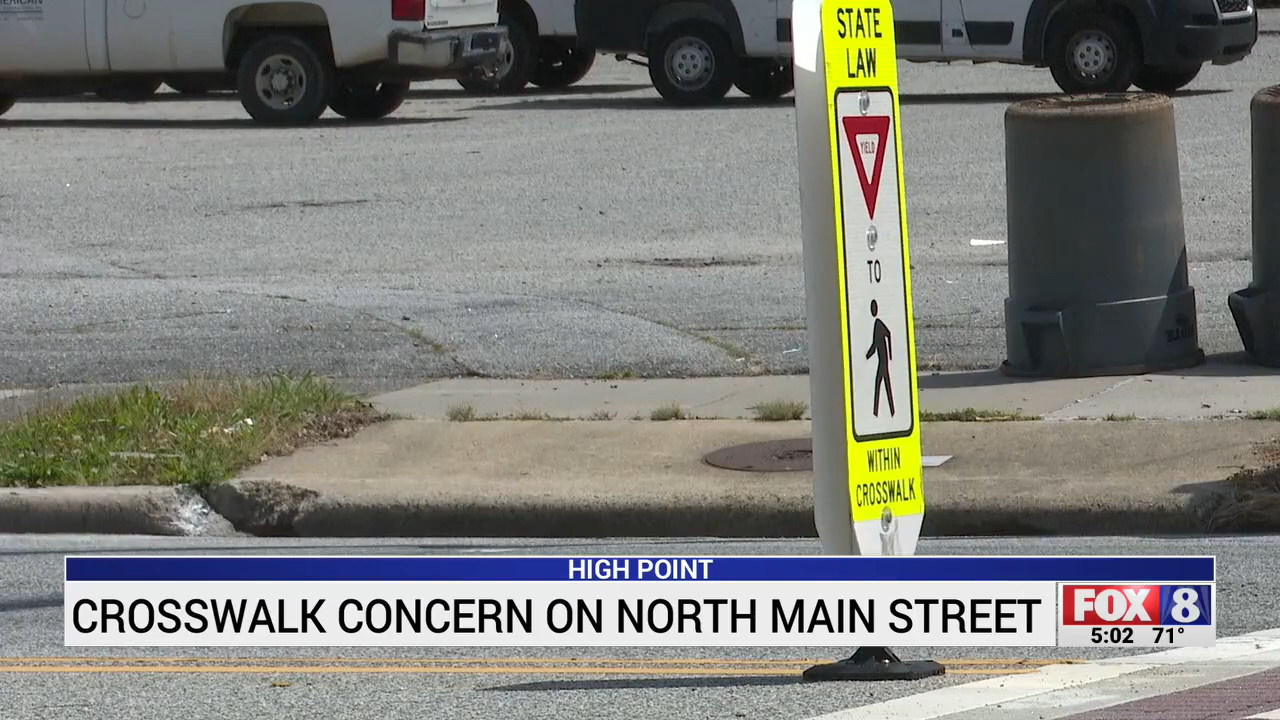 ERICAN
STATE
LAW
YIELD
TO
WITHIN
CROSSWALK
HIGH POINT
CROSSWALK CONCERN ON NORTH MAIN STREET
FOX 8
5:02 71°